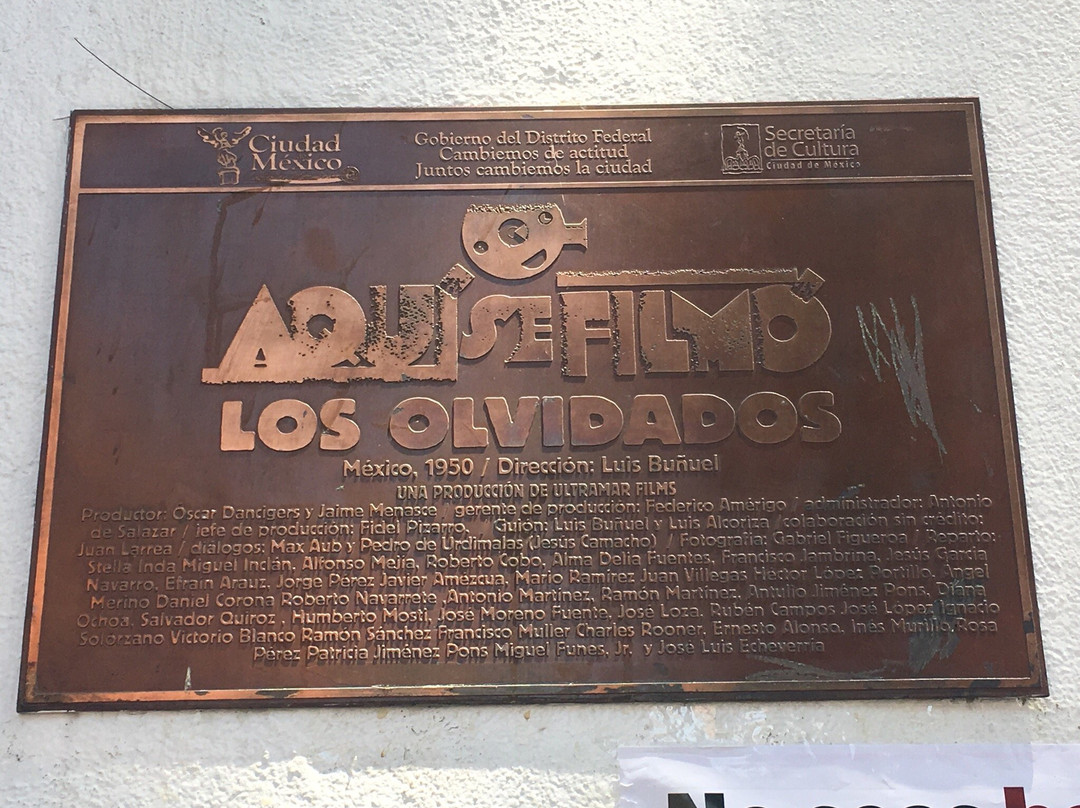 Ciudad
México
Gobierno del Distrito Federal
Cambiemos de actitud
Juntos cambiemos la ciudad
Secretaría
de Cultura
Ciudad de México
AQUÍ SE FILMÓ
LOS OLVIDADOS
México, 1950 / Dirección: Luis Buñuel
UNA PRODUCCIÓN DE ULTRAMAR FILMS
Productor: Óscar Dancigers y Jaime Menasce / gerente de producción: Federico Amérigo / administrador: Antonio
de Salazar / jefe de producción: Fidel Pizarro. Guión: Luis Buñuel y Luis Alcoriza /colaboración sin crédito:
Juan Larrea / diálogos: Max Aub y Pedro de Urdimalas (Jesús Camacho) / Fotografía: Gabriel Figueroa / Reparto:
Stella Inda Miguel Inclán, Alfonso Mejía, Roberto Cobo, Alma Delia Fuentes, Francisco Jambrina, Jesús García
Navarro, Efraín Arauz, Jorge Pérez Javier Amézcua, Mario Ramírez Juan Villegas Héctor López Portillo, Ángel
Merino Daniel Corona Roberto Navarrete, Antonio Martínez, Ramón Martínez, Antulio Jiménez Pons, Diana
Ochoa, Salvador Quiroz , Humberto Mosti, José Moreno Fuente, José Loza, Rubén Campos José López Ignacio
Solórzano Victorio Blanco Ramón Sánchez Francisco Muller Charles Rooner, Ernesto Alonso, Inés Murillo,Rosa
Pérez Patricia Jiménez Pons Miguel Funes, Jr. y José Luis Echeverría